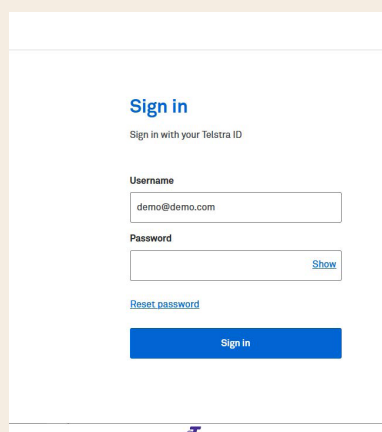 Sign in
Sign in with your Telstra ID
Username
demo@demo.com
Password
Show
Reset password
Sign in